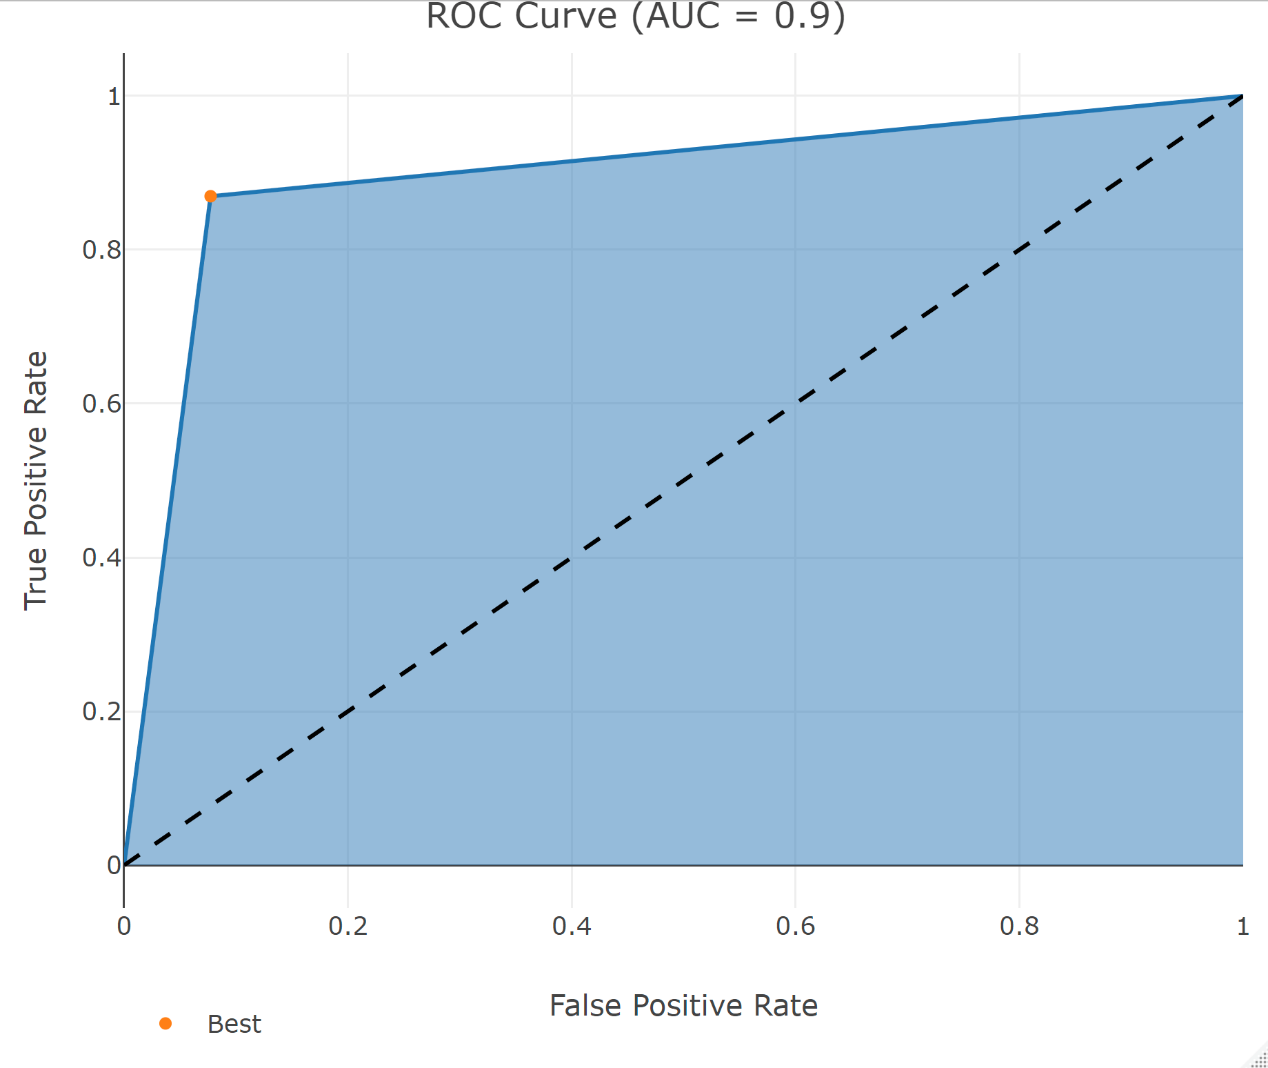 ROC Curve (AUC = 0.9)
1
0.8
0.6
0.4
0.2
0
True Positive Rate
0 0.2 0.4 0.6 0.8 1
False Positive Rate
Best